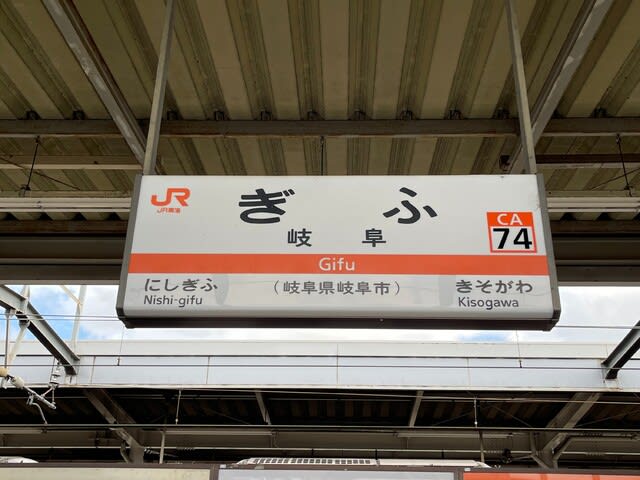 JR
JR東海
ぎふ
岐阜
CA
74
Gifu
にしぎふ
Nishi-gifu
(岐阜県岐阜市)
きそがわ
Kisogawa